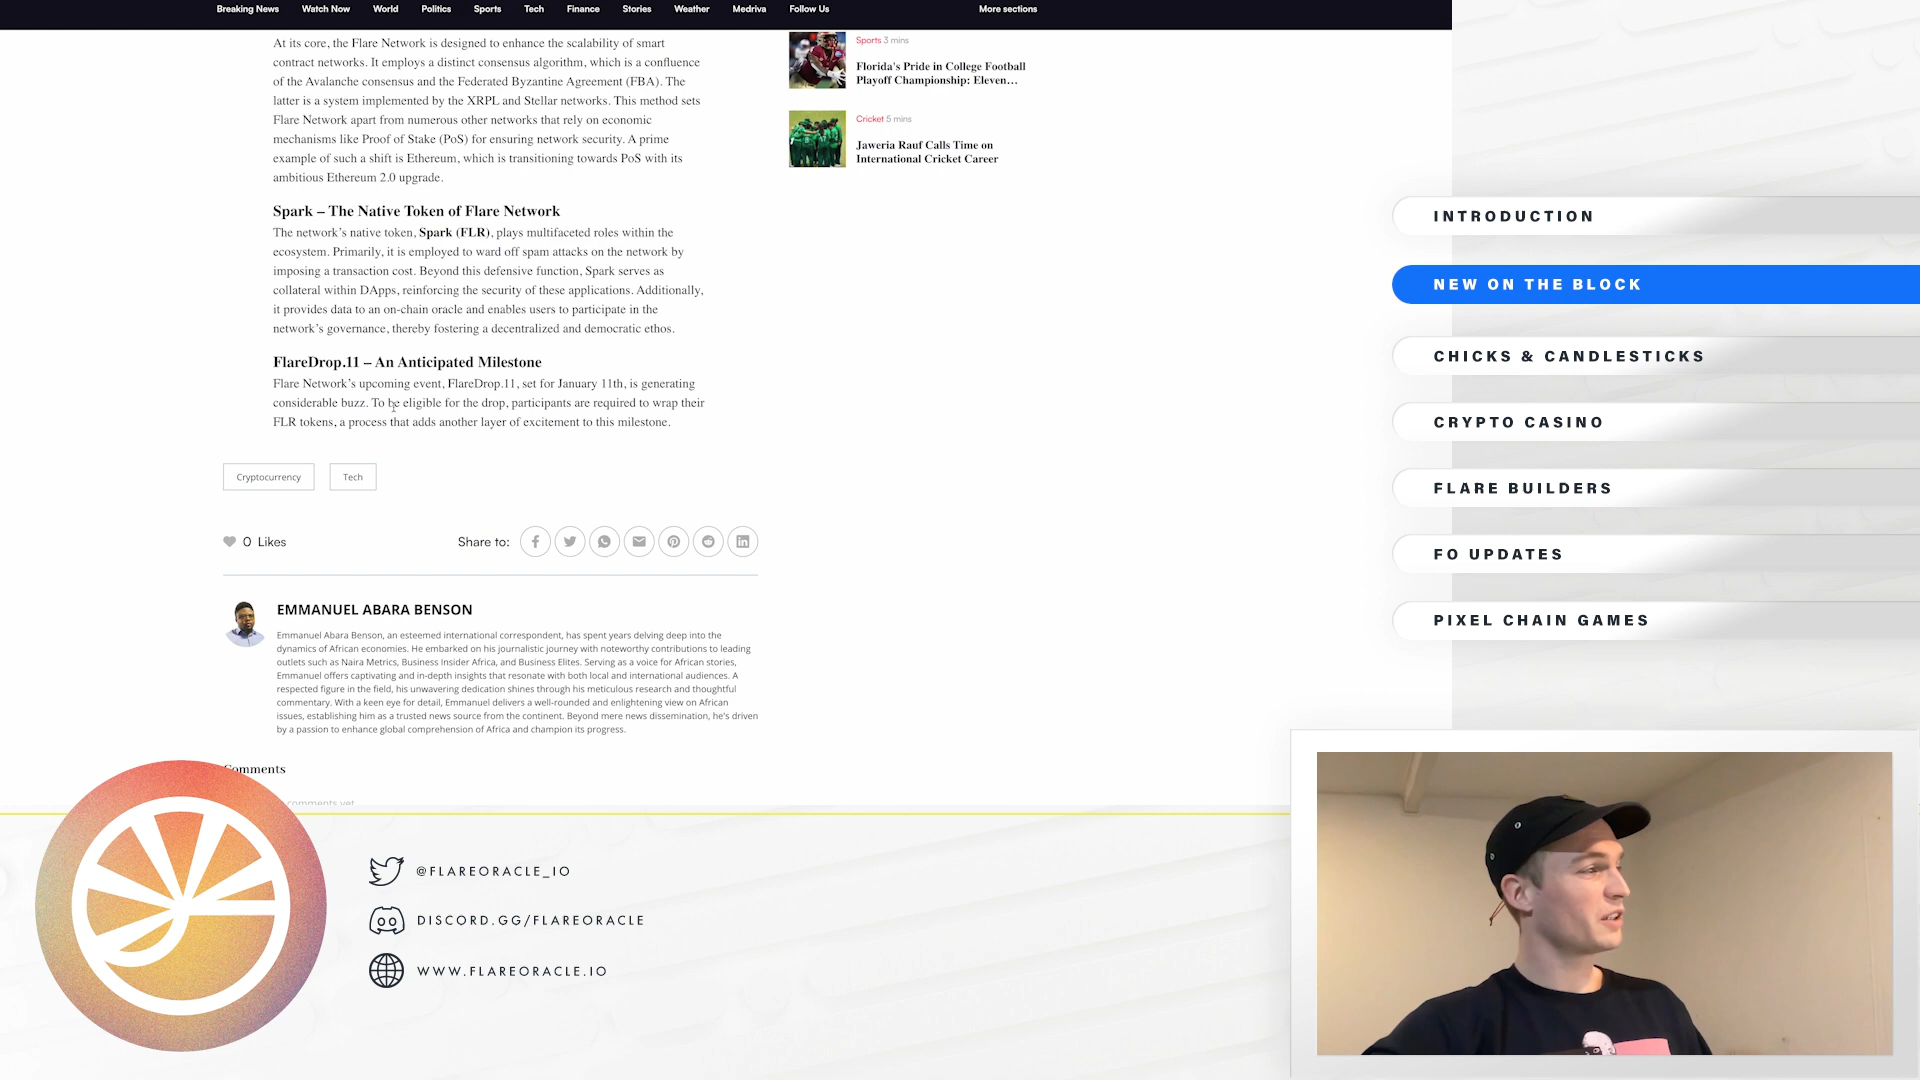 Breaking News Watch Now World Politics Sports Tech Finance Stories Weather Medriva Follow Us More sections
At its core, the Flare Network is designed to enhance the scalability of smart
contract networks. It employs a distinct consensus algorithm, which is a confluence
of the Avalanche consensus and the Federated Byzantine Agreement (FBA). The
latter is a system implemented by the XRPL and Stellar networks. This method sets
Flare Network apart from numerous other networks that rely on economic
mechanisms like Proof of Stake (PoS) for ensuring network security. A prime
example of such a shift is Ethereum, which is transitioning towards PoS with its
ambitious Ethereum 2.0 upgrade.
Spark – The Native Token of Flare Network
The network's native token, Spark (FLR), plays multifaceted roles within the
ecosystem. Primarily, it is employed to ward off spam attacks on the network by
imposing a transaction cost. Beyond this defensive function, Spark serves as
collateral within DApps, reinforcing the security of these applications. Additionally,
it provides data to an on-chain oracle and enables users to participate in the
network's governance, thereby fostering a decentralized and democratic ethos.
FlareDrop.11 – An Anticipated Milestone
Flare Network's upcoming event, FlareDrop.11, set for January 11th, is generating
considerable buzz. To be eligible for the drop, participants are required to wrap their
FLR tokens, a process that adds another layer of excitement to this milestone.
Cryptocurrency Tech
0 Likes Share to:
EMMANUEL ABARA BENSON
Emmanuel Abara Benson, an esteemed international correspondent, has spent years delving deep into the
dynamics of African economies. He embarked on his journalistic journey with noteworthy contributions to leading
outlets such as Naira Metrics, Business Insider Africa, and Business Elites. Serving as a voice for African stories,
Emmanuel offers captivating and in-depth insights that resonate with both local and international audiences. A
respected figure in the field, his unwavering dedication shines through his meticulous research and thoughtful
commentary. With a keen eye for detail, Emmanuel delivers a well-rounded and enlightening view on African
issues, establishing him as a trusted news source from the continent. Beyond mere news dissemination, he's driven
by a passion to enhance global comprehension of Africa and champion its progress.
Comments
comments yet
Sports 3 mins
Florida's Pride in College Football
Playoff Championship: Eleven...
Cricket 5 mins
Jaweria Rauf Calls Time on
International Cricket Career
INTRODUCTION
NEW ON THE BLOCK
CHICKS & CANDLESTICKS
CRYPTO CASINO
FLARE BUILDERS
FO UPDATES
PIXEL CHAIN GAMES
@FLAREORACLE_IO
DISCORD.GG/FLAREORACLE
WWW.FLAREORACLE.IO